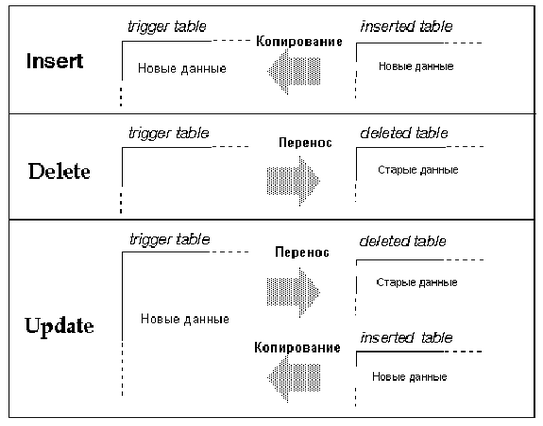 trigger table
Копирование
inserted table
Insert
Новые данные
Новые данные
trigger table
Перенос
deleted table
Delete
Старые данные
trigger table
Перенос
deleted table
Старые данные
Update
Новые данные
Копирование
inserted table
Новые данные